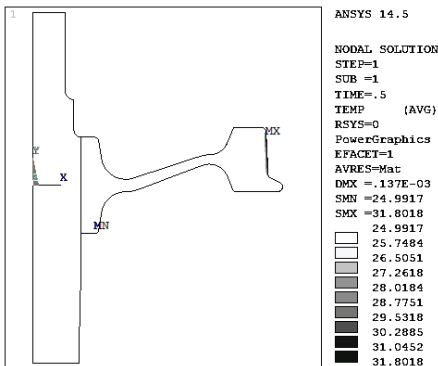 1
ANSYS 14.5
NODAL SOLUTION
STEP=1
SUB =1
TIME=.5
TEMP (AVG)
RSYS=0
PowerGraphics
EFACET=1
AVRES=Mat
DMX =.137E-03
SMN =24.9917
SMX =31.8018
24.9917
25.7484
26.5051
27.2618
28.0184
28.7751
29.5318
30.2885
31.0452
31.8018
MX
Y
X
MN